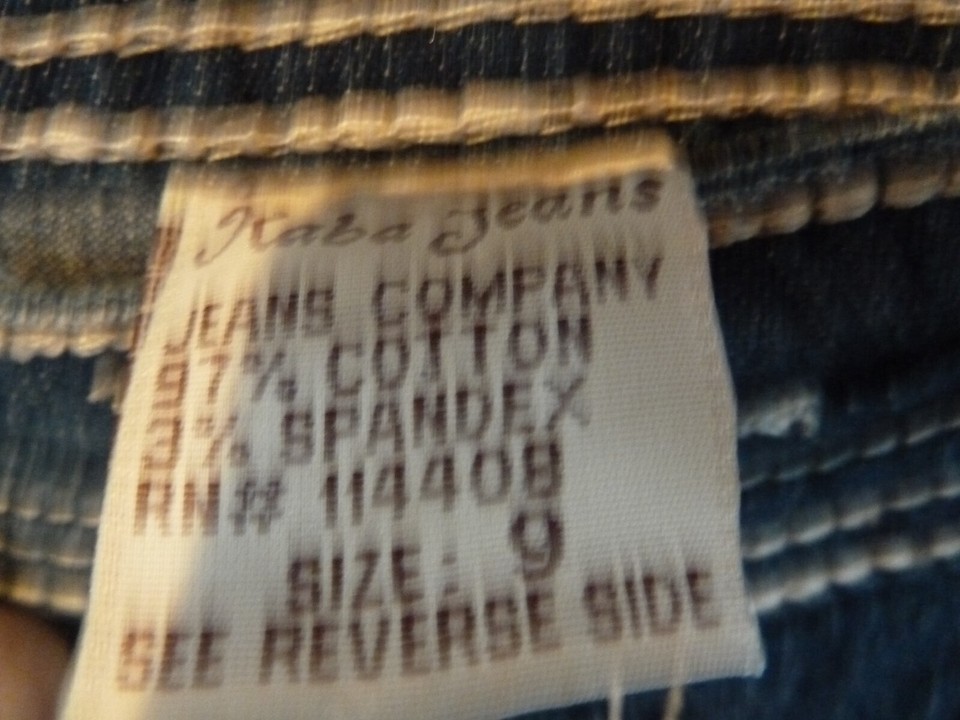 Kaba Jeans
JEANS COMPANY
97% COTTON
3% SPANDEX
RN# 114408
SIZE: 9
SEE REVERSE SIDE